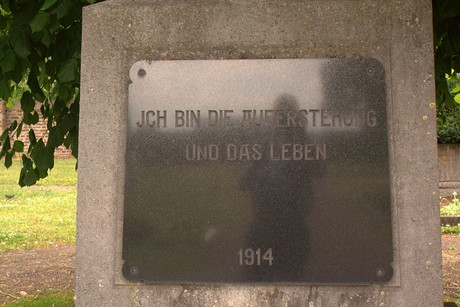 JCH BIN DIE AUFERSTEHUNG
UND DAS LEBEN
1914